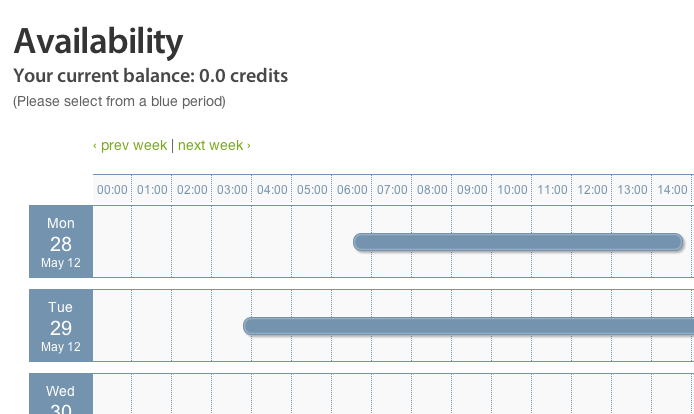 Availability
Your current balance: 0.0 credits
(Please select from a blue period)
‹ prev week | next week ›
00:00 01:00 02:00 03:00 04:00 05:00 06:00 07:00 08:00 09:00 10:00 11:00 12:00 13:00 14:00
Mon
28
May 12
Tue
29
May 12
Wed
30